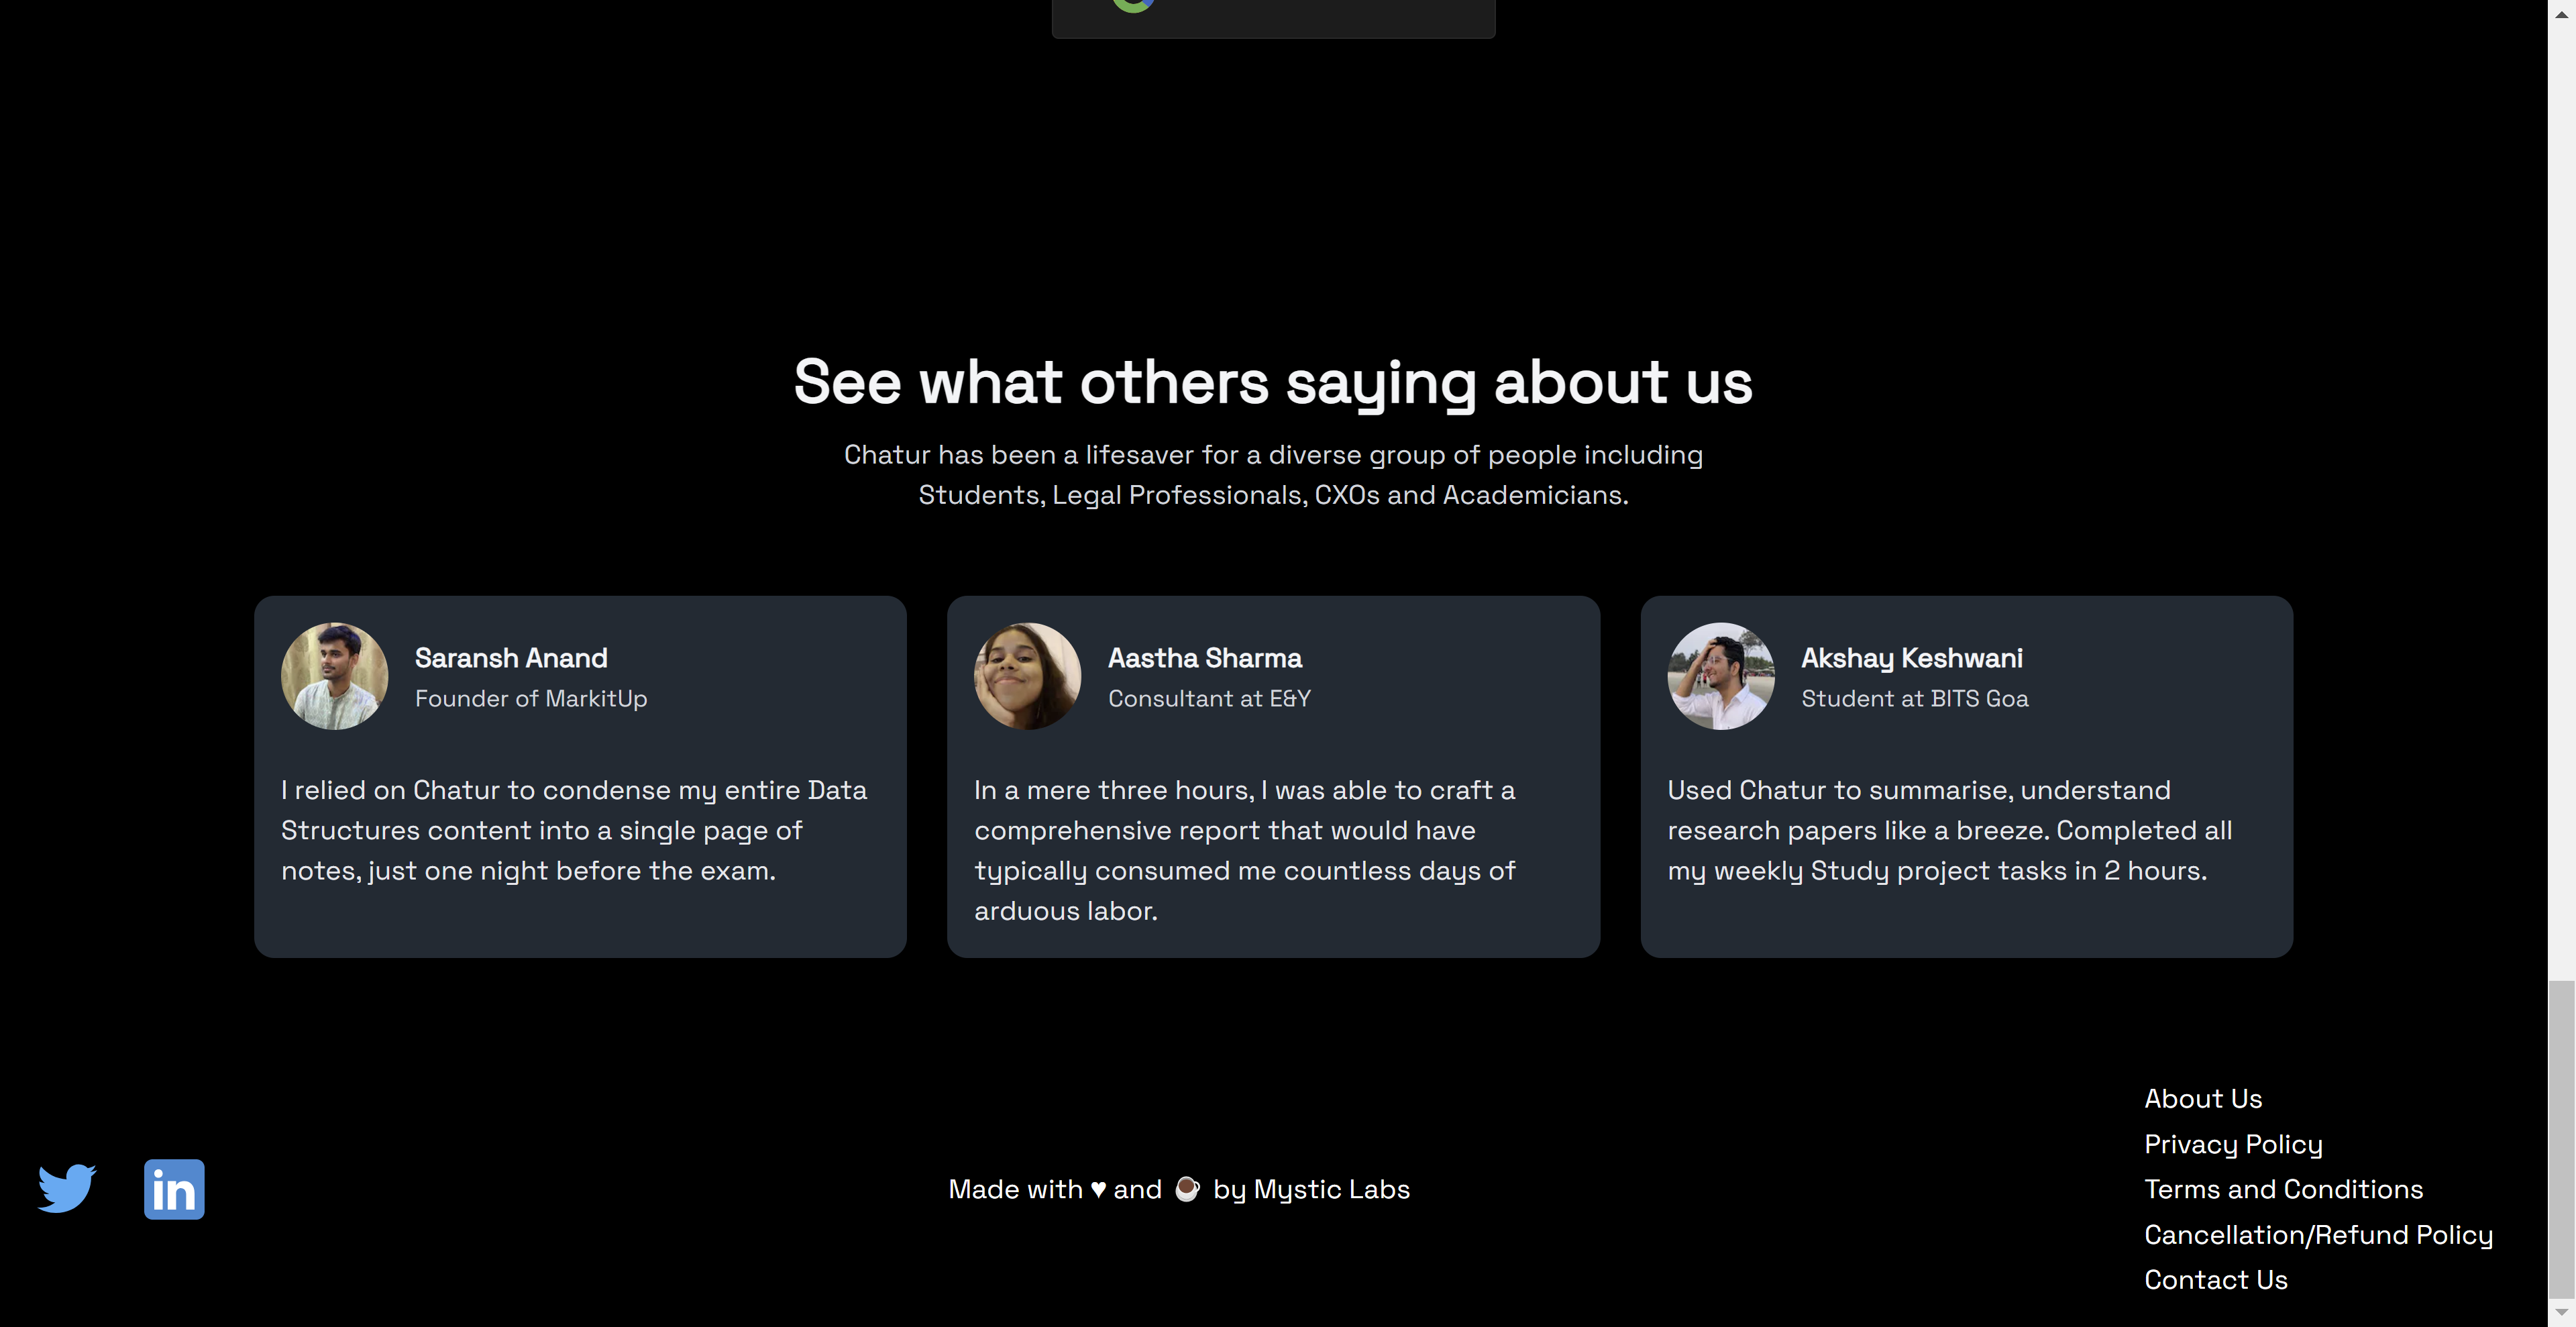 See what others saying about us
Chatur has been a lifesaver for a diverse group of people including
Students, Legal Professionals, CXOs and Academicians.
Saransh Anand
Founder of MarkitUp
I relied on Chatur to condense my entire Data
Structures content into a single page of
notes, just one night before the exam.
Aastha Sharma
Consultant at E&Y
In a mere three hours, I was able to craft a
comprehensive report that would have
typically consumed me countless days of
arduous labor.
Akshay Keshwani
Student at BITS Goa
Used Chatur to summarise, understand
research papers like a breeze. Completed all
my weekly Study project tasks in 2 hours.
in
Made with ♥ and ☕ by Mystic Labs
About Us
Privacy Policy
Terms and Conditions
Cancellation/Refund Policy
Contact Us